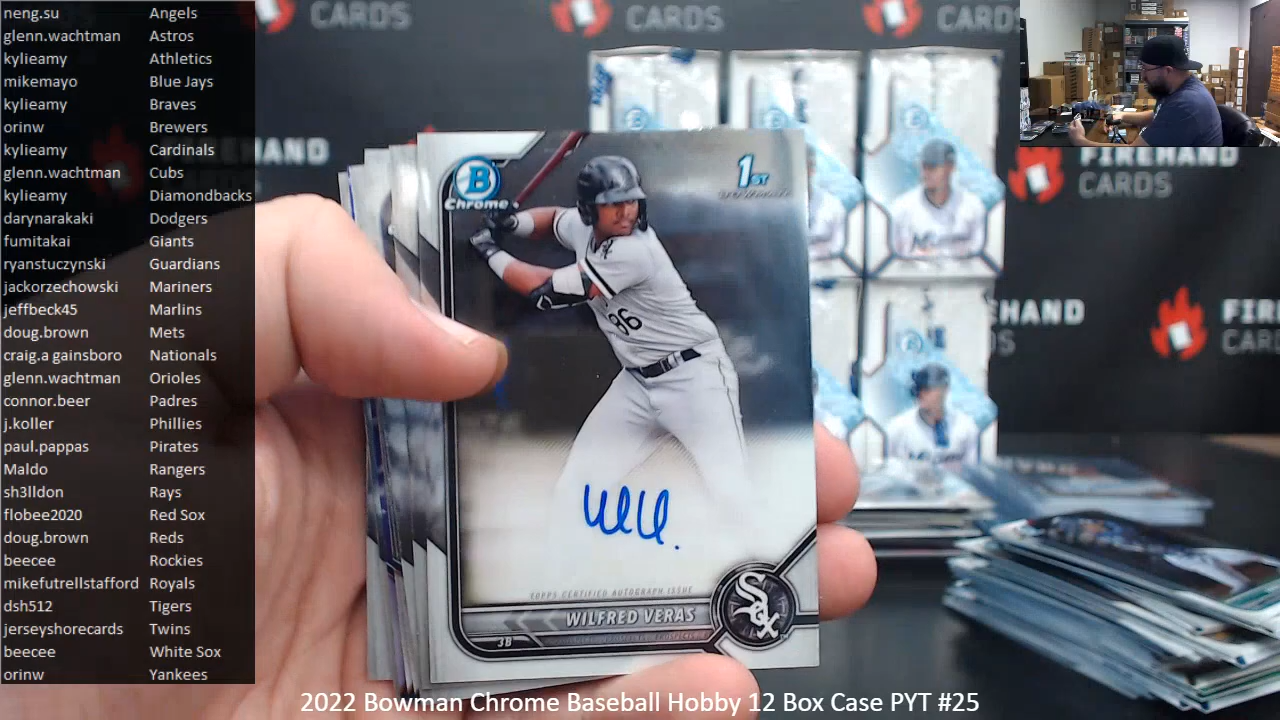 neng.su Angels
glenn.wachtman Astros
kylieamy Athletics
mikemayo Blue Jays
kylieamy Braves
orinw Brewers
kylieamy Cardinals
glenn.wachtman Cubs
kylieamy Diamondbacks
darynarakaki Dodgers
fumitakai Giants
ryanstuczynski Guardians
jackorzechowski Mariners
jeffbeck45 Marlins
doug.brown Mets
craig.a gainsboro Nationals
glenn.wachtman Orioles
connor.beer Padres
j.koller Phillies
paul.pappas Pirates
Maldo Rangers
sh3lldon Rays
flobee2020 Red Sox
doug.brown Reds
beecee Rockies
mikefutrellstafford Royals
dsh512 Tigers
jerseyshorecards Twins
beecee White Sox
orinw Yankees
CARDS
CARDS
CARDS
FIREHAND
CARDS
B
Chrome
1ST
86
TOPPS CERTIFIED AUTOGRAPH ISSUE
WILFRED VERAS
3B
SOX
2022 Bowman Chrome Baseball Hobby 12 Box Case PYT #25